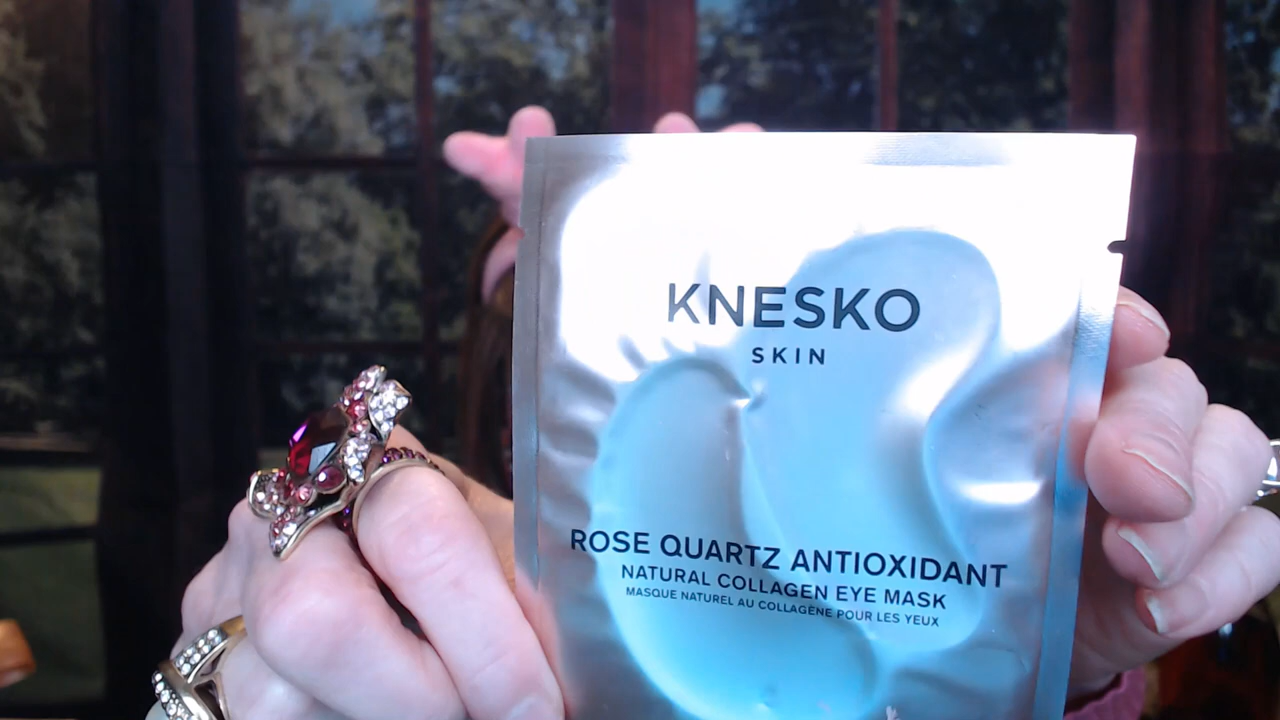 KNESKO
SKIN
ROSE QUARTZ ANTIOXIDANT
NATURAL COLLAGEN EYE MASK
MASQUE NATUREL AU COLLAGÈNE POUR LES YEUX